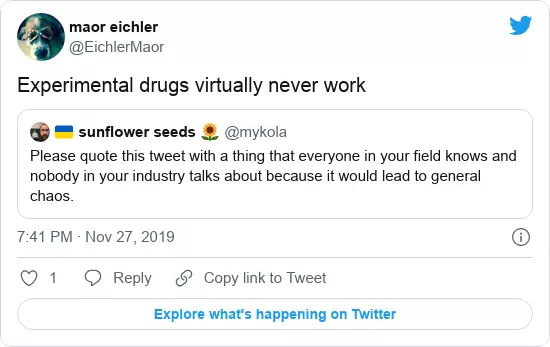 maor eichler
@EichlerMaor
Experimental drugs virtually never work
🇺🇦 sunflower seeds 🌻 @mykola
Please quote this tweet with a thing that everyone in your field knows and
nobody in your industry talks about because it would lead to general
chaos.
7:41 PM · Nov 27, 2019
1 Reply Copy link to Tweet
Explore what's happening on Twitter